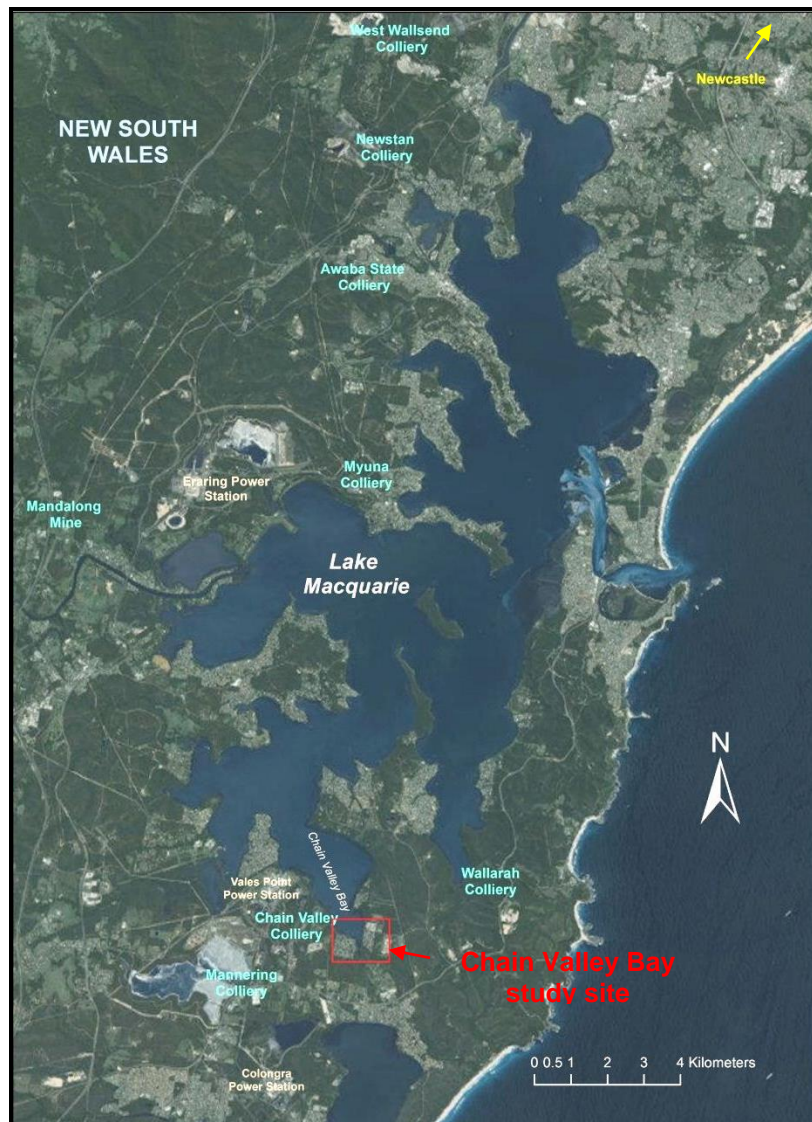 West Wallsend
Colliery
Newcastle
NEW SOUTH
WALES
Newstan
Colliery
Awaba State
Colliery
Myuna
Colliery
Eraring Power
Station
Mandalong
Mine
Lake
Macquarie
N
Chain Valley Bay
Wallarah
Colliery
Vales Point
Power Station
Chain Valley
Colliery
Chain Valley Bay
study site
Mannering
Colliery
Colongra
Power Station
0 0.5 1 2 3 4 Kilometers